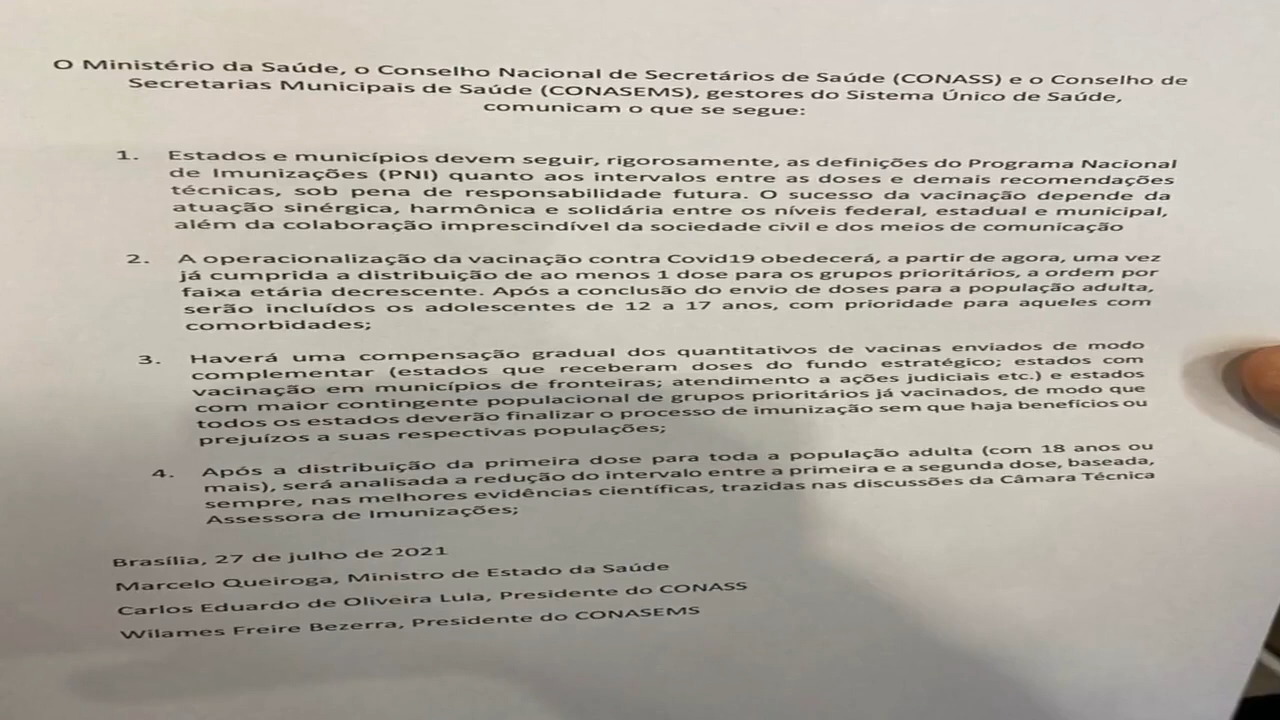 O Ministério da Saúde, o Conselho Nacional de Secretários de Saúde (CONASS) e o Conselho de
Secretarias Municipais de Saúde (CONASEMS), gestores do Sistema Único de Saúde,
comunicam o que se segue:
1. Estados e municípios devem seguir, rigorosamente, as definições do Programa Nacional
de Imunizações (PNI) quanto aos intervalos entre as doses e demais recomendações
técnicas, sob pena de responsabilidade futura. O sucesso da vacinação depende da
atuação sinérgica, harmônica e solidária entre os níveis federal, estadual e municipal,
além da colaboração imprescindível da sociedade civil e dos meios de comunicação
2. A operacionalização da vacinação contra Covid19 obedecerá, a partir de agora, uma vez
já cumprida a distribuição de ao menos 1 dose para os grupos prioritários, a ordem por
faixa etária decrescente. Após a conclusão do envio de doses para a população adulta,
serão incluídos os adolescentes de 12 a 17 anos, com prioridade para aqueles com
comorbidades;
3. Haverá uma compensação gradual dos quantitativos de vacinas enviados de modo
complementar (estados que receberam doses do fundo estratégico; estados com
vacinação em municípios de fronteiras; atendimento a ações judiciais etc.) e estados
com maior contingente populacional de grupos prioritários já vacinados, de modo que
todos os estados deverão finalizar o processo de imunização sem que haja benefícios ou
prejuízos a suas respectivas populações;
4. Após a distribuição da primeira dose para toda a população adulta (com 18 anos ou
mais), será analisada a redução do intervalo entre a primeira e a segunda dose, baseada,
sempre, nas melhores evidências científicas, trazidas nas discussões da Câmara Técnica
Assessora de Imunizações;
Brasília, 27 de julho de 2021
Marcelo Queiroga, Ministro de Estado da Saúde
Carlos Eduardo de Oliveira Lula, Presidente do CONASS
Wilames Freire Bezerra, Presidente do CONASEMS